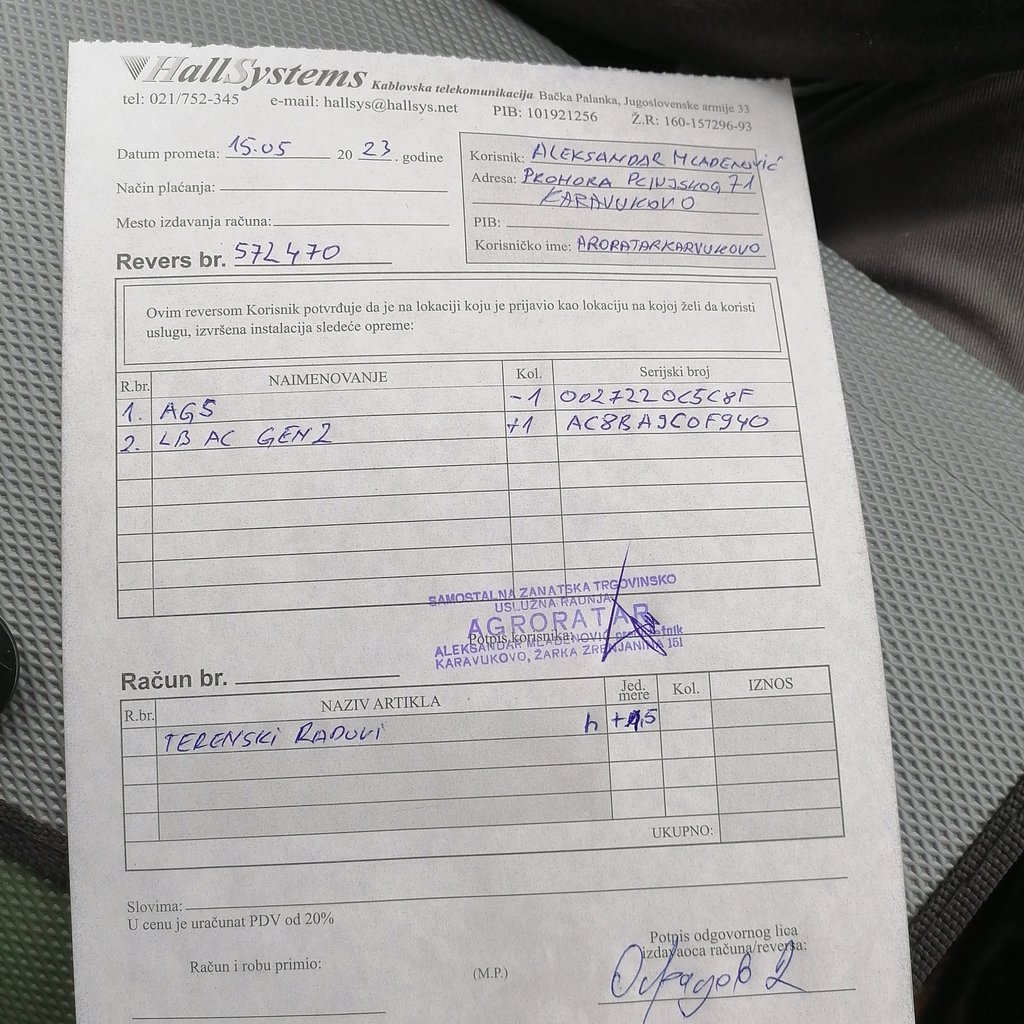 HallSystems Kablovska telekomunikacija Bačka Palanka, Jugoslovenske armije 33
tel: 021/752-345 e-mail: hallsys@hallsys.net PIB: 101921256 Ž.R: 160-157296-93
Datum prometa: 15.05 2023. godine
Način plaćanja:
Mesto izdavanja računa:
Revers br. 572470
Korisnik: ALEKSANDAR MLADENOVIĆ
Adresa: PROHORA PCINJSKOG 71
KARAVUKOVO
PIB:
Korisničko ime: ARORATARKARVUKOVO
Ovim reversom Korisnik potvrđuje da je na lokaciji koju je prijavio kao lokaciju na kojoj želi da koristi
uslugu, izvršena instalacija sledeće opreme:
R.br. NAIMENOVANJE Kol. Serijski broj
1. AG5 -1 0027220C5C8F
2. LB AC GEN2 +1 AC8BA9C0F940
SAMOSTALNA ZANATSKA TRGOVINSKO
USLUŽNA RADNJA
AGRORATAR
Potpis korisnika:
ALEKSANDAR MLADENOVIĆ
KARAVUKOVO, ŽARKA ZRENJANINA 151
Račun br.
R.br. NAZIV ARTIKLA Jed. mere Kol. IZNOS
TERENSKI RADOVI h
UKUPNO:
Slovima:
U cenu je uračunat PDV od 20%
Račun i robu primio:
(M.P.)
Potpis odgovornog lica
izdavaoca računa/reversa: